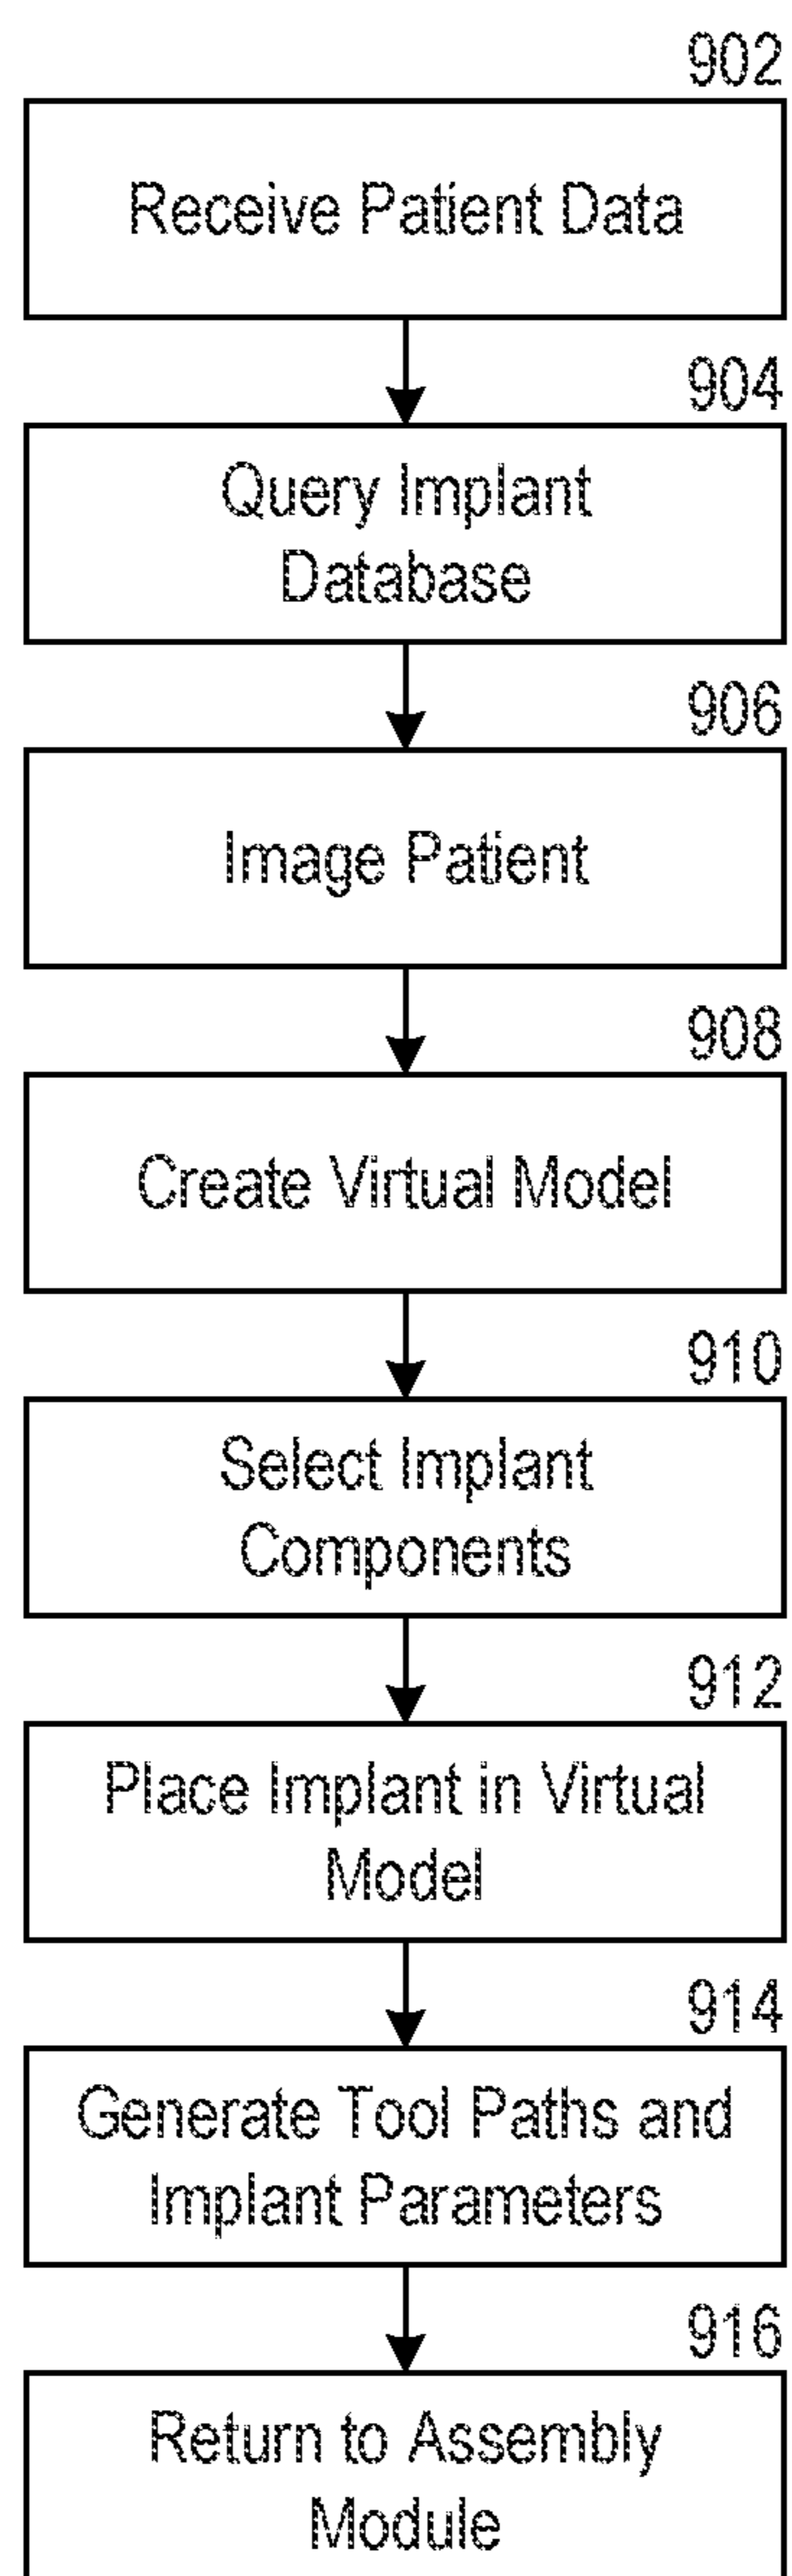 902
Receive Patient Data
904
Query Implant
Database
906
Image Patient
908
Create Virtual Model
910
Select Implant
Components
912
Place Implant in Virtual
Model
914
Generate Tool Paths and
Implant Parameters
916
Return to Assembly
Module